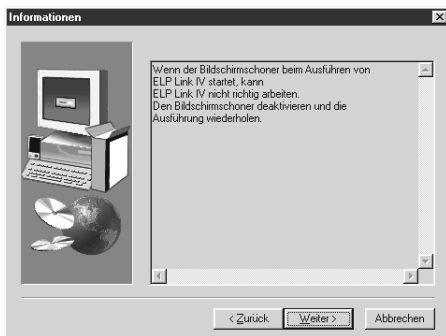 Informationen
Wenn der Bildschirmschoner beim Ausführen von
ELP Link IV startet, kann
ELP Link IV nicht richtig arbeiten.
Den Bildschirmschoner deaktivieren und die
Ausführung wiederholen.
< Zurück Weiter > Abbrechen